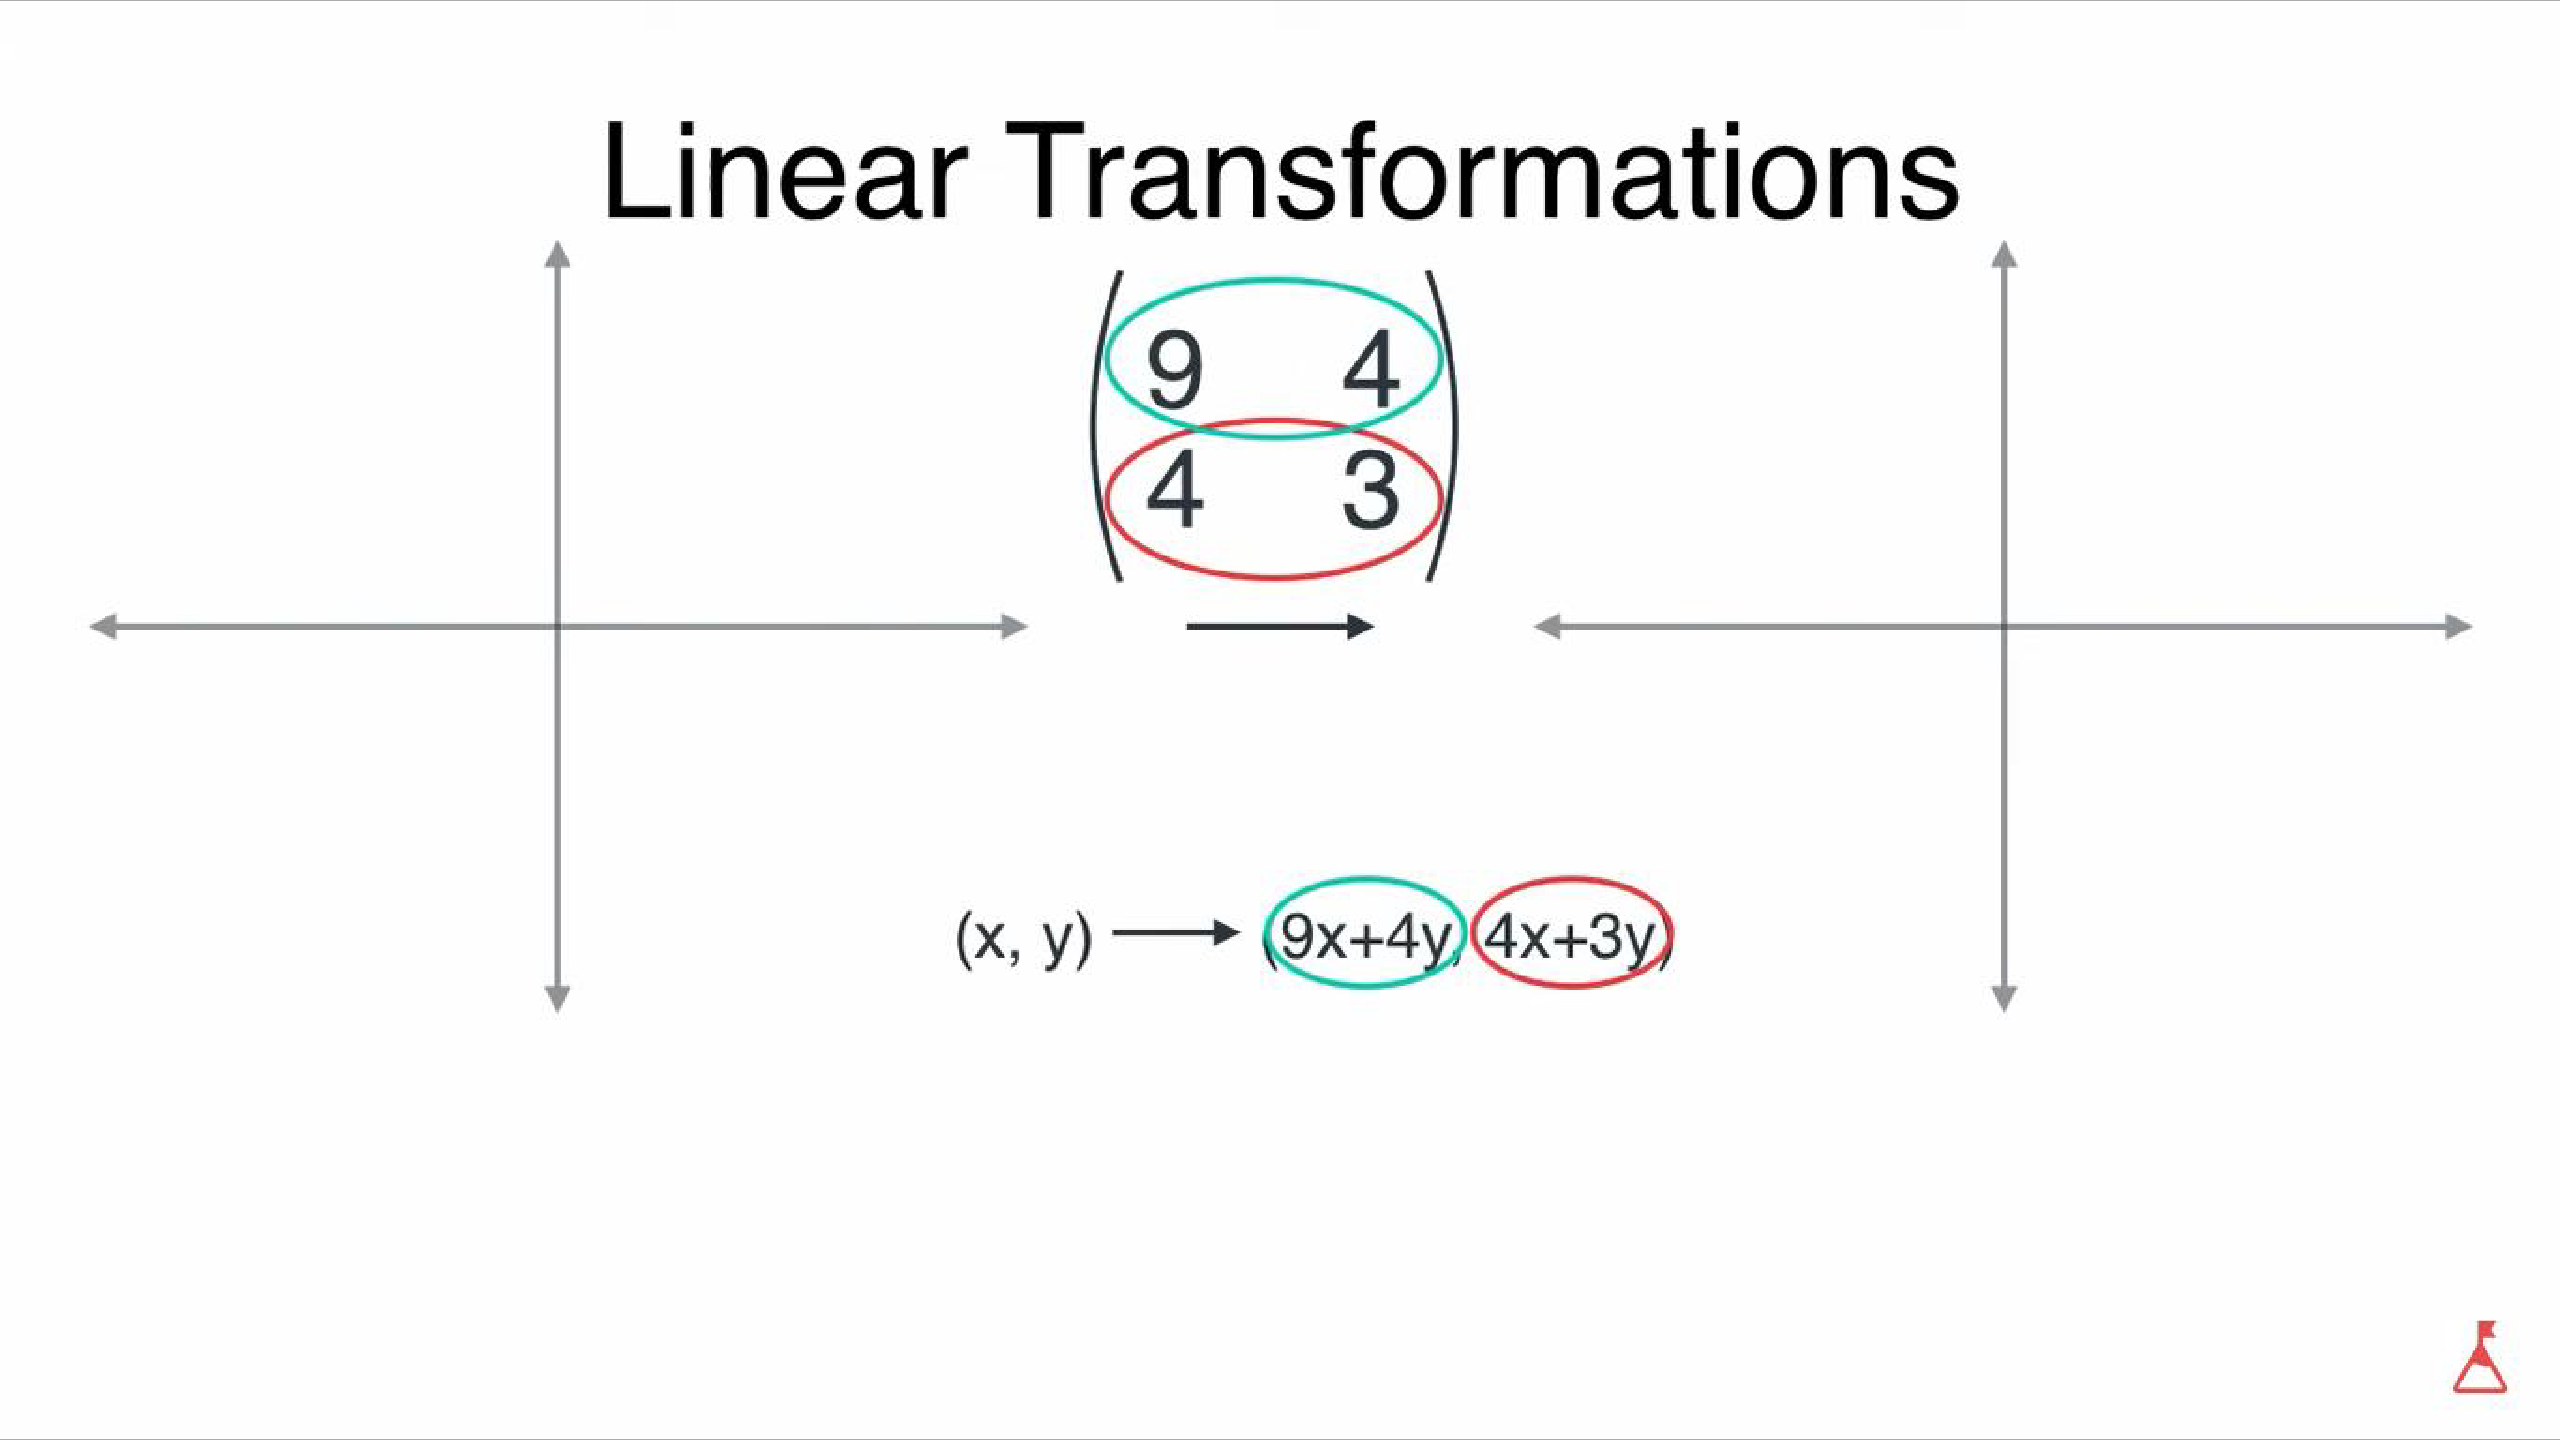 Linear Transformations
9 4
4 3
(x, y) → (9x+4y, 4x+3y)